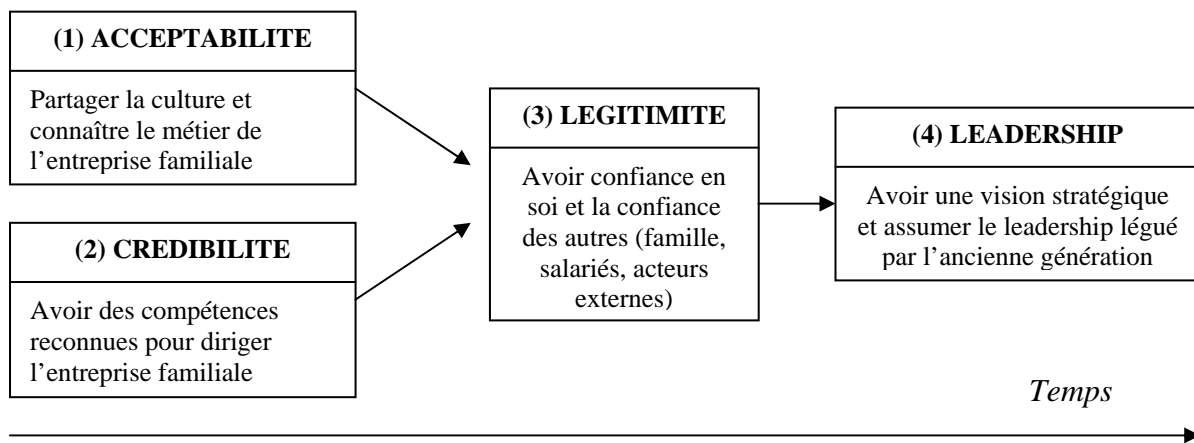 (1) ACCEPTABILITE
Partager la culture et
connaître le métier de
l’entreprise familiale
(2) CREDIBILITE
Avoir des compétences
reconnues pour diriger
l’entreprise familiale
(3) LEGITIMITE
Avoir confiance en
soi et la confiance
des autres (famille,
salariés, acteurs
externes)
(4) LEADERSHIP
Avoir une vision stratégique
et assumer le leadership légué
par l’ancienne génération
Temps